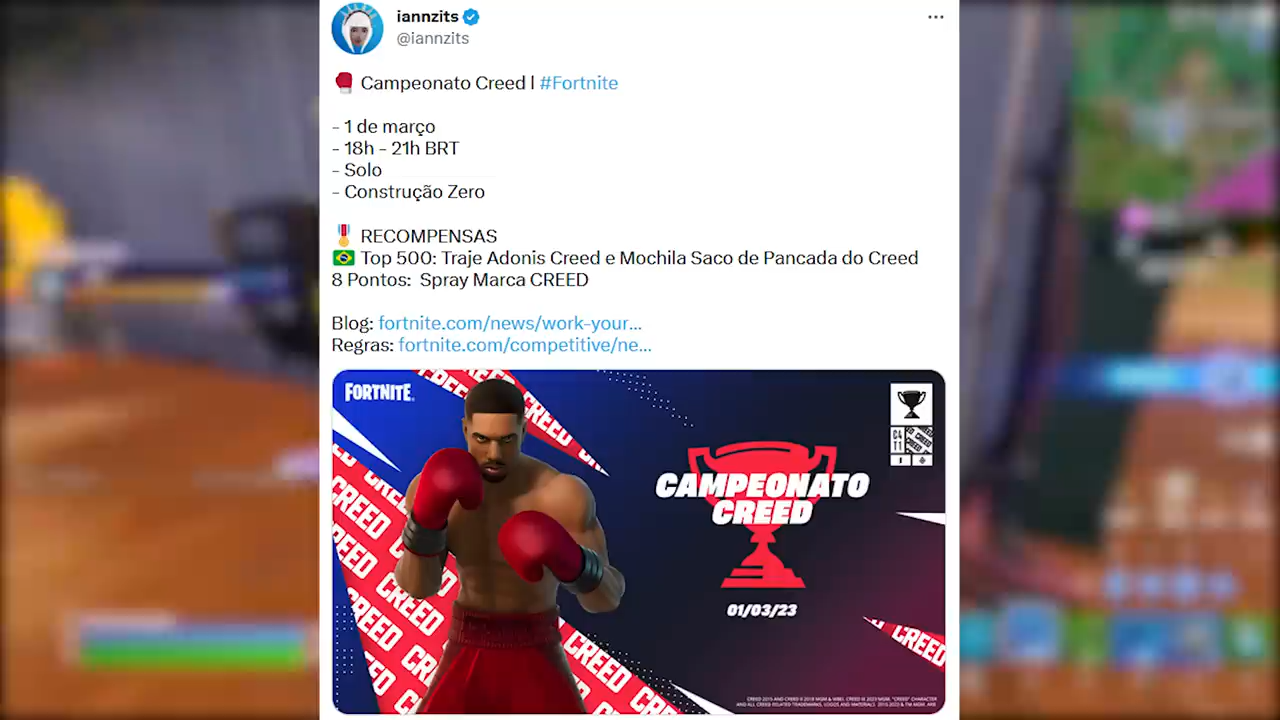 iannzits
@iannzits
Campeonato Creed | #Fortnite
- 1 de março
- 18h - 21h BRT
- Solo
- Construção Zero
RECOMPENSAS
Top 500: Traje Adonis Creed e Mochila Saco de Pancada do Creed
8 Pontos: Spray Marca CREED
Blog: fortnite.com/news/work-your...
Regras: fortnite.com/competitive/ne...
FORTNITE
CAMPEONATO
CREED
01/03/23
CREED
CREED
CREED
CREED
CREED
CREED